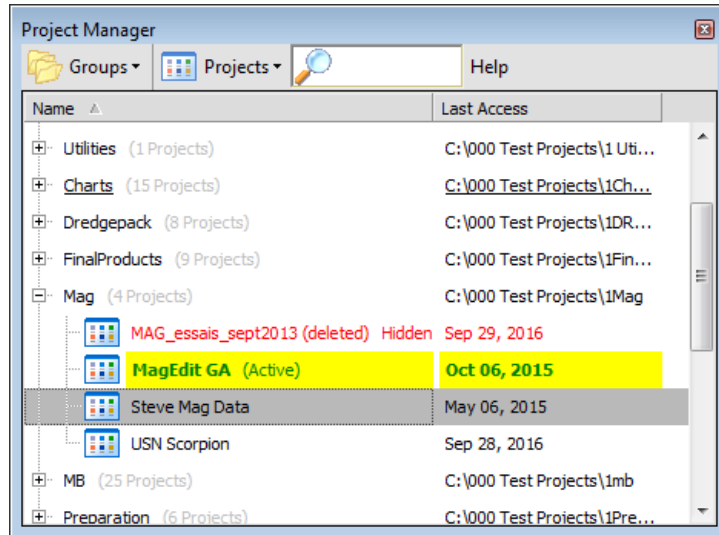 Project Manager
Groups Projects Help
Name Last Access
Utilities (1 Projects) C:\000 Test Projects\1 Uti...
Charts (15 Projects) C:\000 Test Projects\1Ch...
Dredgepack (8 Projects) C:\000 Test Projects\1DR...
FinalProducts (9 Projects) C:\000 Test Projects\1Fin...
Mag (4 Projects) C:\000 Test Projects\1Mag
MAG_essais_sept2013 (deleted) Hidden Sep 29, 2016
MagEdit GA (Active) Oct 06, 2015
Steve Mag Data May 06, 2015
USN Scorpion Sep 28, 2016
MB (25 Projects) C:\000 Test Projects\1mb
Preparation (6 Projects) C:\000 Test Projects\1Pre...